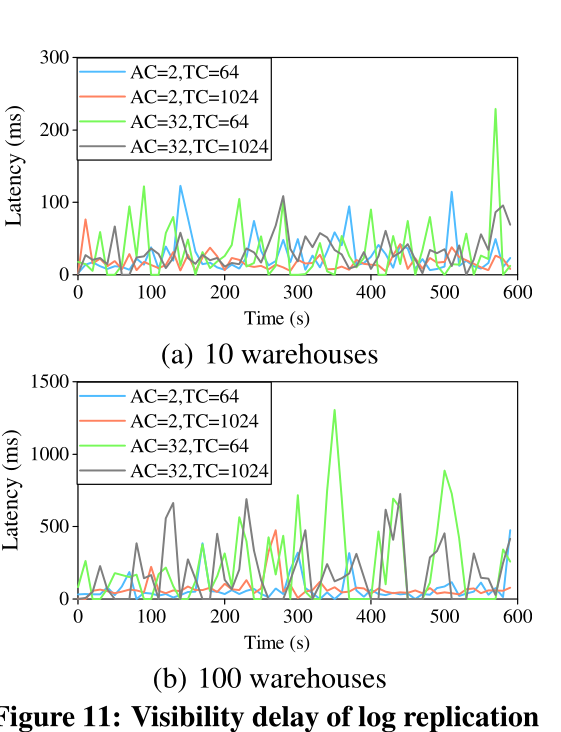 300
200
100
0
Latency (ms)
AC=2,TC=64
AC=2,TC=1024
AC=32,TC=64
AC=32,TC=1024
0 100 200 300 400 500 600
Time (s)
(a) 10 warehouses
1500
1000
500
0
Latency (ms)
AC=2,TC=64
AC=2,TC=1024
AC=32,TC=64
AC=32,TC=1024
0 100 200 300 400 500 600
Time (s)
(b) 100 warehouses
Figure 11: Visibility delay of log replication